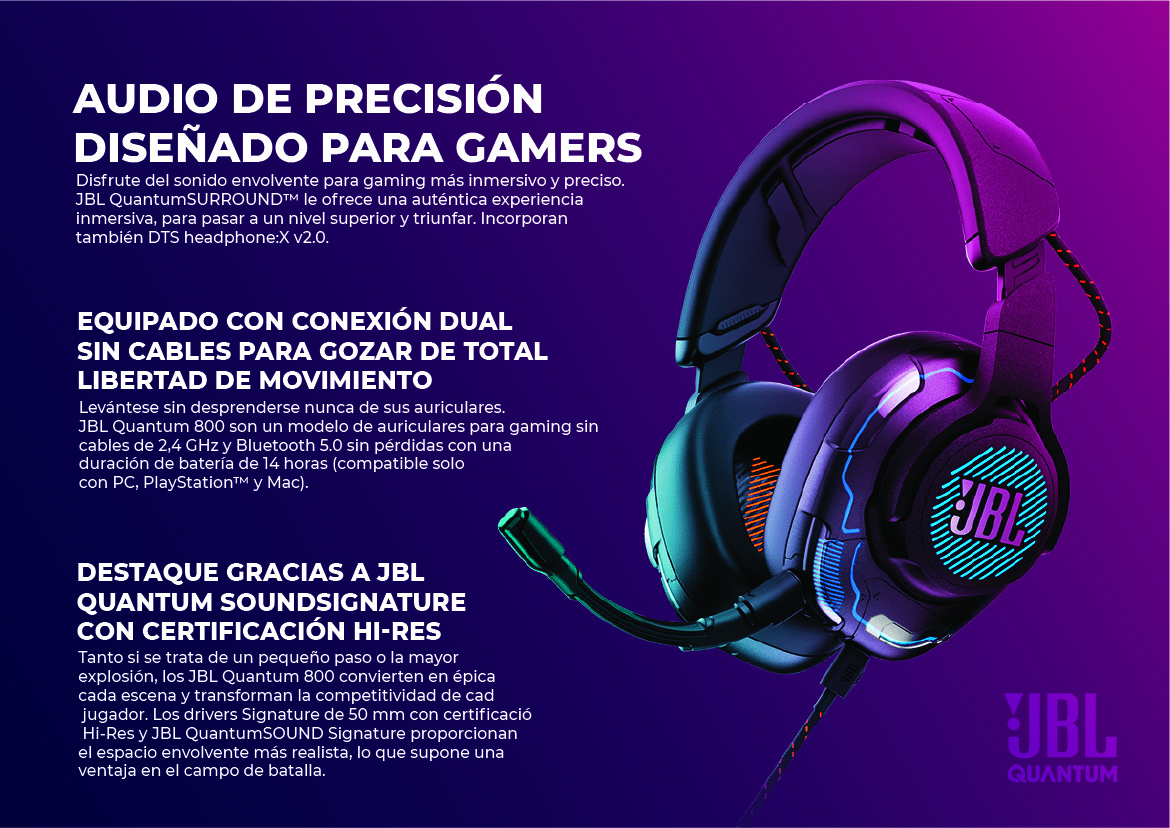 AUDIO DE PRECISIÓN
DISEÑADO PARA GAMERS
Disfrute del sonido envolvente para gaming más inmersivo y preciso.
JBL QuantumSURROUND™ le ofrece una auténtica experiencia
inmersiva, para pasar a un nivel superior y triunfar. Incorporan
también DTS headphone:X v2.0.
EQUIPADO CON CONEXIÓN DUAL
SIN CABLES PARA GOZAR DE TOTAL
LIBERTAD DE MOVIMIENTO
Levántese sin desprenderse nunca de sus auriculares.
JBL Quantum 800 son un modelo de auriculares para gaming sin
cables de 2,4 GHz y Bluetooth 5.0 sin pérdidas con una
duración de batería de 14 horas (compatible solo
con PC, PlayStation™ y Mac).
DESTAQUE GRACIAS A JBL
QUANTUM SOUNDSIGNATURE
CON CERTIFICACIÓN HI-RES
Tanto si se trata de un pequeño paso o la mayor
explosión, los JBL Quantum 800 convierten en épica
cada escena y transforman la competitividad de cad
jugador. Los drivers Signature de 50 mm con certificació
Hi-Res y JBL QuantumSOUND Signature proporcionan
el espacio envolvente más realista, lo que supone una
ventaja en el campo de batalla.
JBL
JBL
JBL
QUANTUM